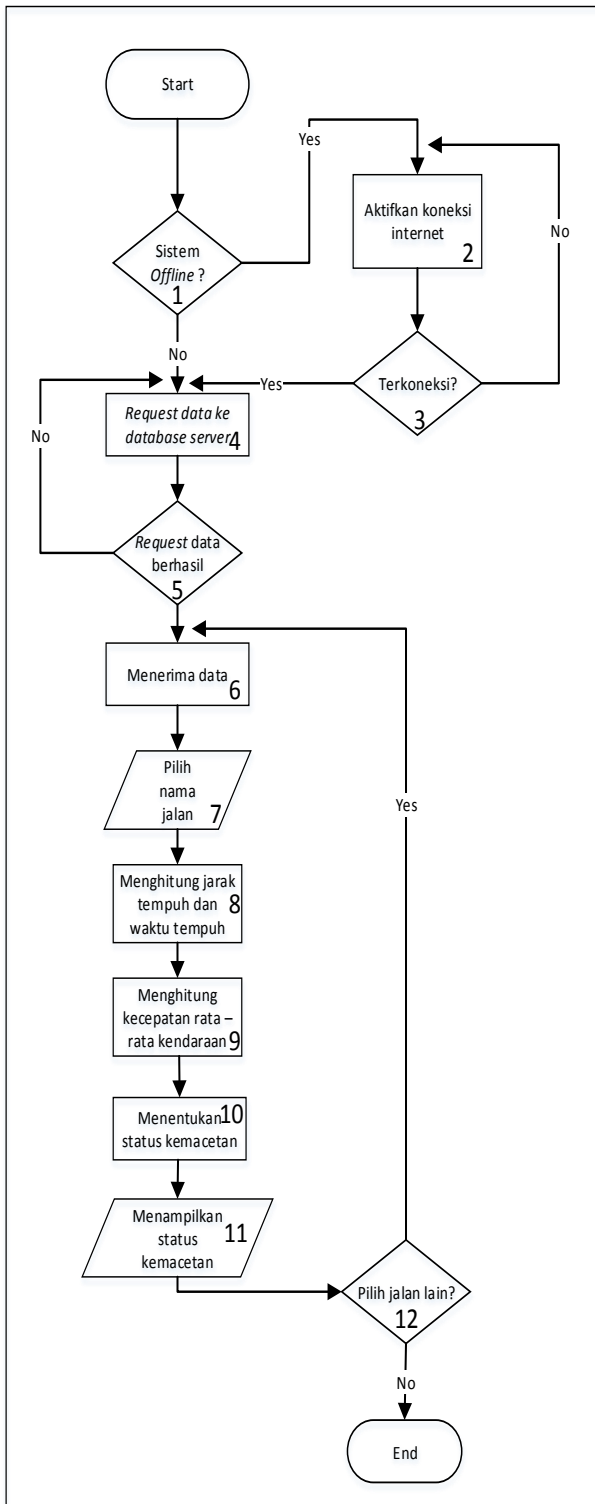 Start
Yes
Aktifkan koneksi
internet
2
No
Sistem
Offline ?
1
No
Yes
Terkoneksi?
3
No
Request data ke
database server
4
Request data
berhasil
5
Menerima data
6
Pilih
nama
jalan
7
Yes
Menghitung jarak
tempuh dan
waktu tempuh
8
Menghitung
kecepatan rata –
rata kendaraan
9
Menentukan
status kemacetan
10
Menampilkan
status
kemacetan
11
Pilih jalan lain?
12
No
End